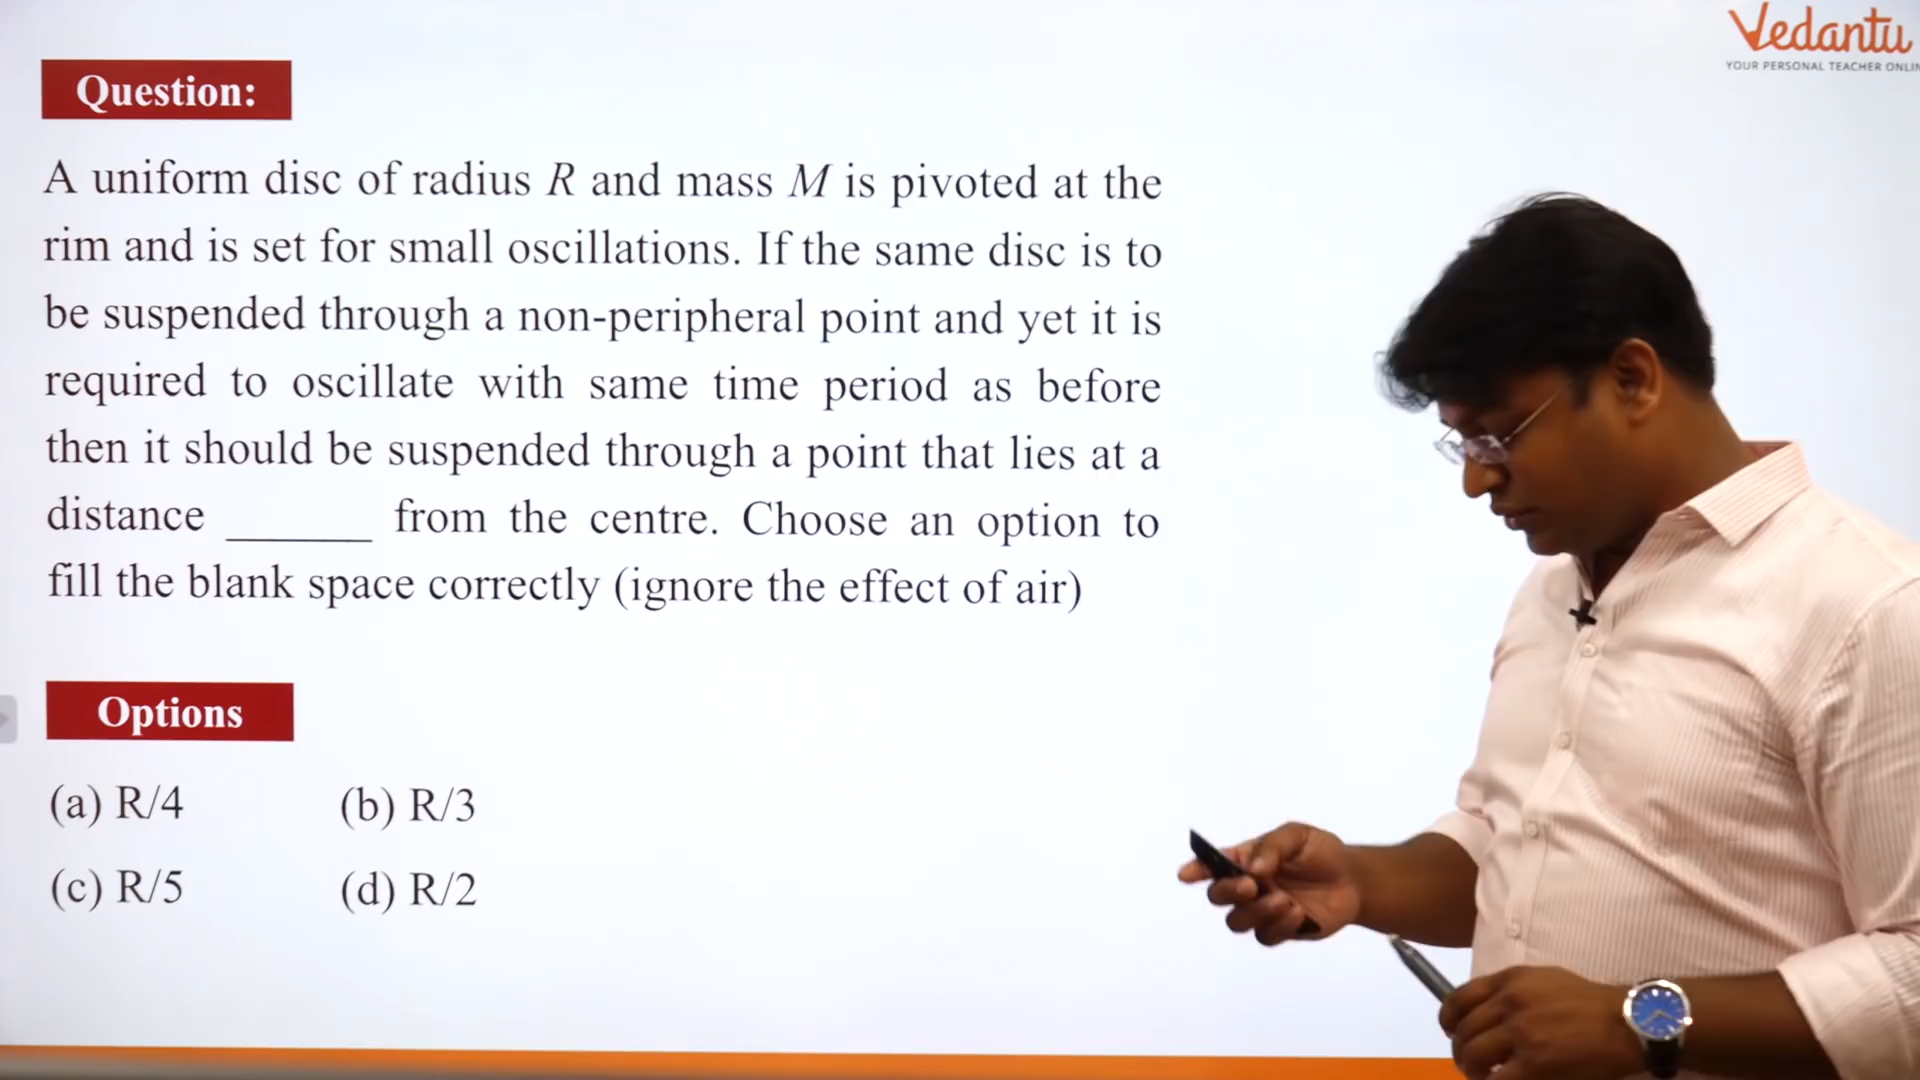 Vedantu
YOUR PERSONAL TEACHER ONLIN
Question:
A uniform disc of radius R and mass M is pivoted at the
rim and is set for small oscillations. If the same disc is to
be suspended through a non-peripheral point and yet it is
required to oscillate with same time period as before
then it should be suspended through a point that lies at a
distance ______ from the centre. Choose an option to
fill the blank space correctly (ignore the effect of air)
Options
(a) R/4 (b) R/3
(c) R/5 (d) R/2